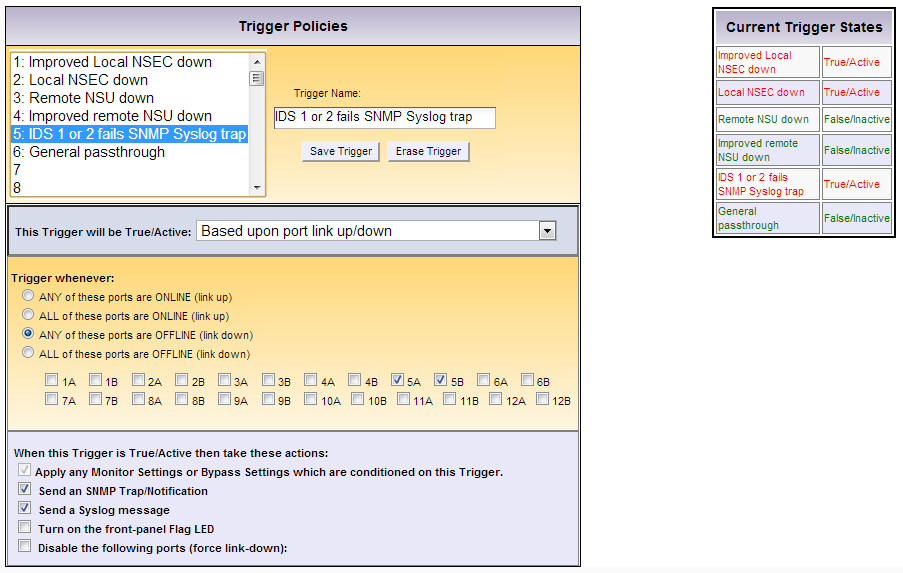 Trigger Policies
1: Improved Local NSEC down
2: Local NSEC down
3: Remote NSU down
4: Improved remote NSU down
5: IDS 1 or 2 fails SNMP Syslog trap
6: General passthrough
7
8
Trigger Name:
IDS 1 or 2 fails SNMP Syslog trap
Save Trigger Erase Trigger
This Trigger will be True/Active: Based upon port link up/down
Trigger whenever:
ANY of these ports are ONLINE (link up)
ALL of these ports are ONLINE (link up)
ANY of these ports are OFFLINE (link down)
ALL of these ports are OFFLINE (link down)
1A 1B 2A 2B 3A 3B 4A 4B 5A 5B 6A 6B
7A 7B 8A 8B 9A 9B 10A 10B 11A 11B 12A 12B
When this Trigger is True/Active then take these actions:
Apply any Monitor Settings or Bypass Settings which are conditioned on this Trigger.
Send an SNMP Trap/Notification
Send a Syslog message
Turn on the front-panel Flag LED
Disable the following ports (force link-down):
Current Trigger States
Improved Local
NSEC down
True/Active
Local NSEC down True/Active
Remote NSU down False/Inactive
Improved remote
NSU down
False/Inactive
IDS 1 or 2 fails
SNMP Syslog trap
True/Active
General
passthrough
False/Inactive